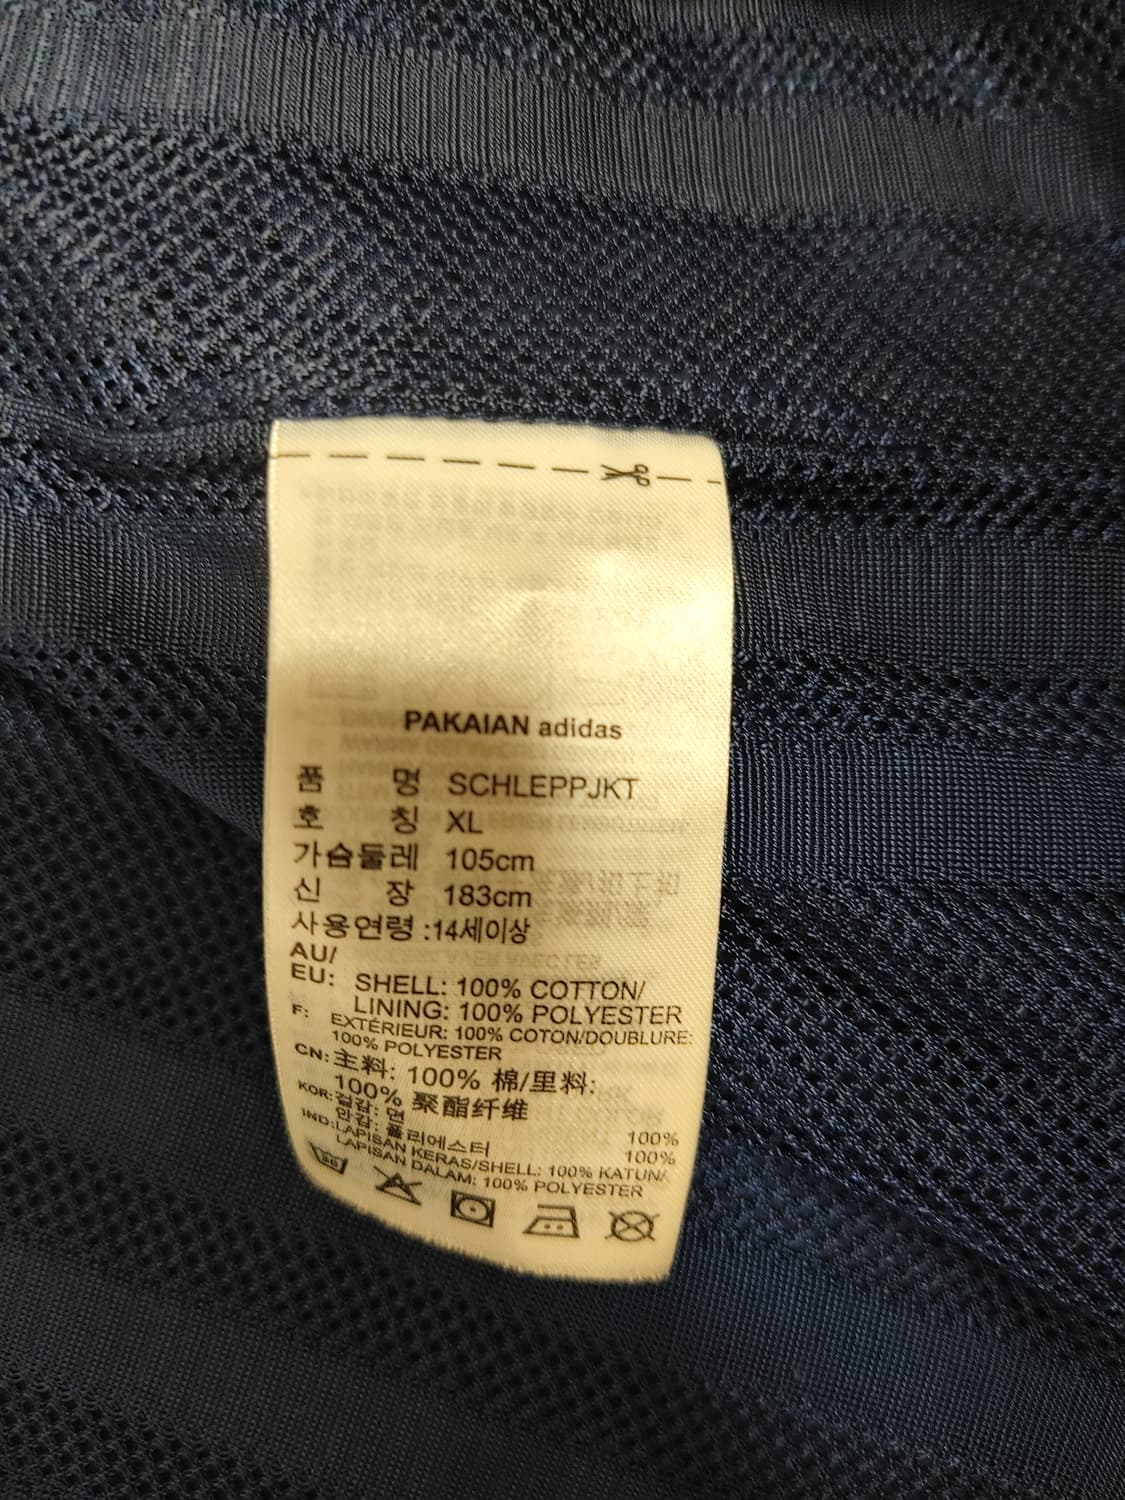 PAKAIAN adidas
품 명 SCHLEPPJKT
호 칭 XL
가슴둘레 105cm
신 장 183cm
사용연령 :14세이상
AU/
EU: SHELL: 100% COTTON/
LINING: 100% POLYESTER
F: EXTÉRIEUR: 100% COTON/DOUBLURE:
100% POLYESTER
CN: 主料: 100% 棉/里料:
100% 聚酯纤维
KOR: 겉감: 면 100%
안감: 폴리에스터 100%
IND: LAPISAN KERAS/SHELL: 100% KATUN/
LAPISAN DALAM: 100% POLYESTER
30